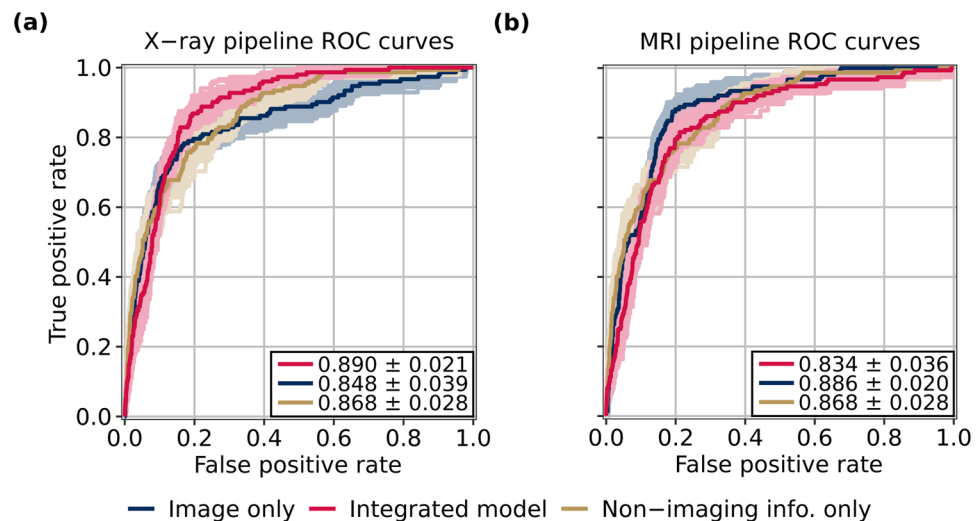 (a)
X−ray pipeline ROC curves
1.0
0.8
0.6
0.4
0.2
0.0
True positive rate
0.890 ± 0.021
0.848 ± 0.039
0.868 ± 0.028
0.0 0.2 0.4 0.6 0.8 1.0
False positive rate
(b)
MRI pipeline ROC curves
0.834 ± 0.036
0.886 ± 0.020
0.868 ± 0.028
0.0 0.2 0.4 0.6 0.8 1.0
False positive rate
Image only Integrated model Non−imaging info. only